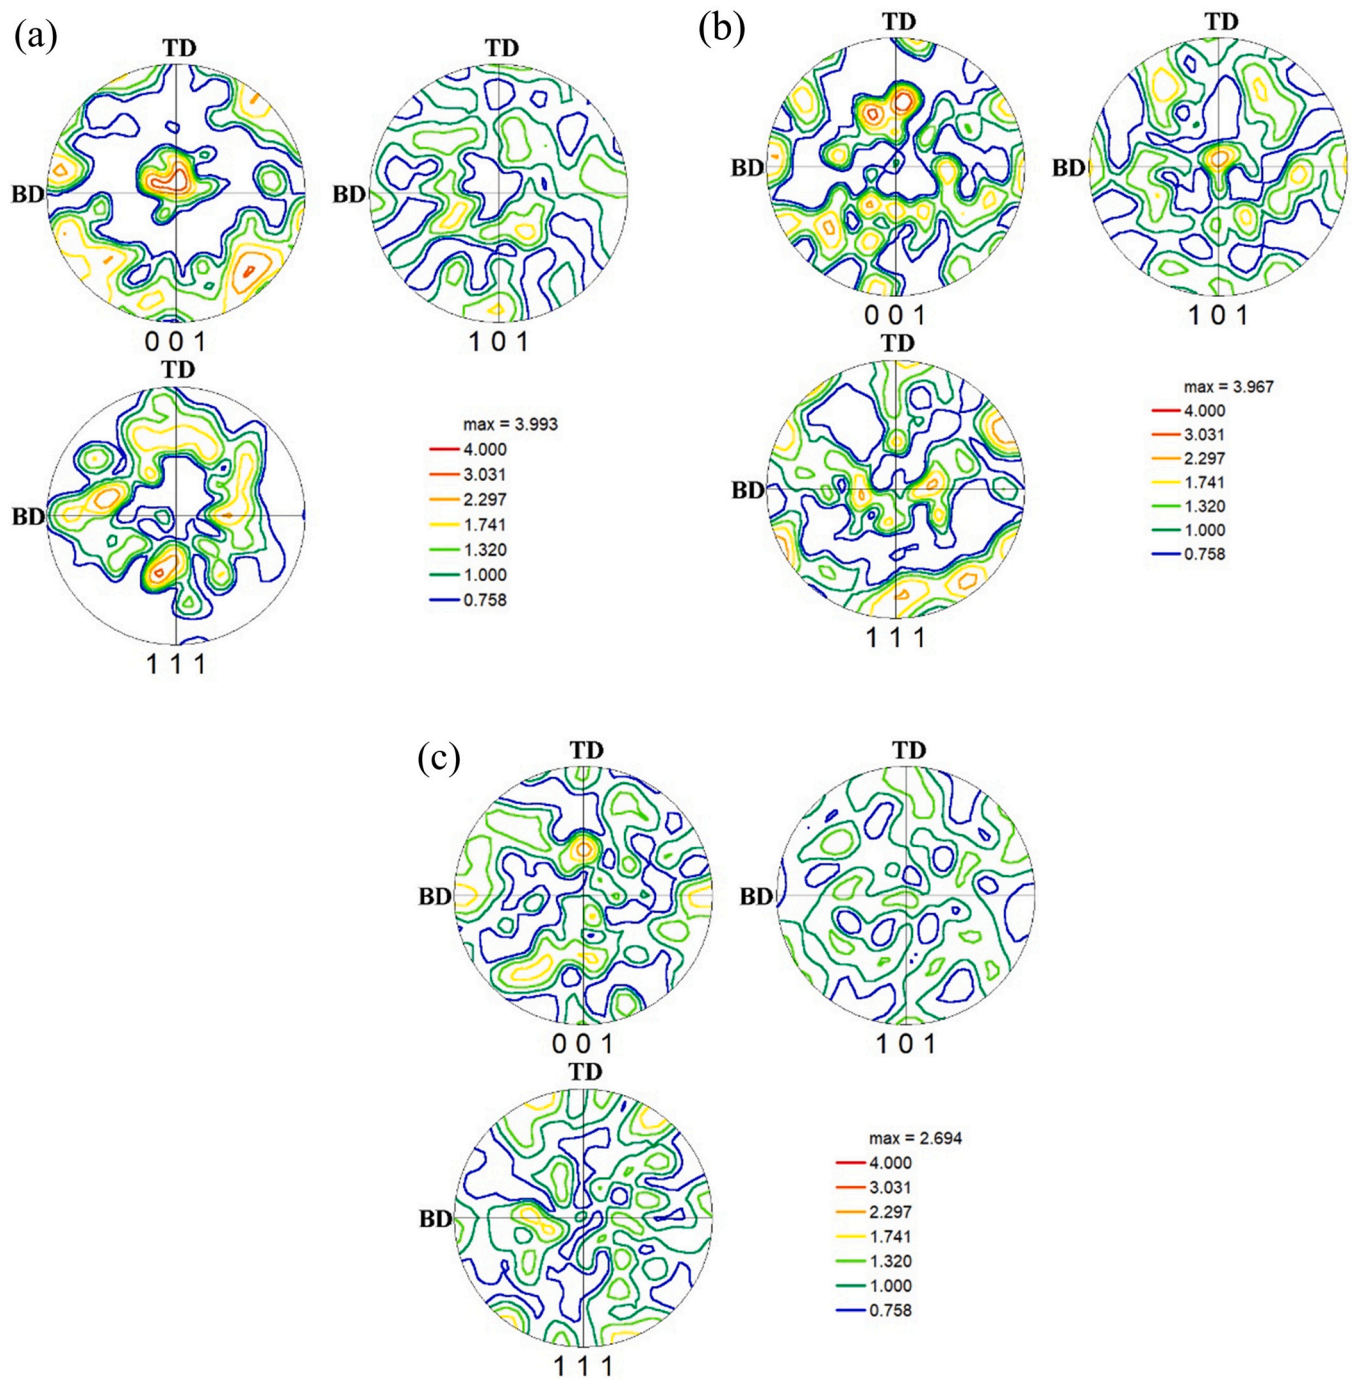 (a)
TD
BD
0 0 1
TD
BD
1 0 1
TD
BD
1 1 1
max = 3.993
4.000
3.031
2.297
1.741
1.320
1.000
0.758
(b)
TD
BD
0 0 1
TD
BD
1 0 1
TD
BD
1 1 1
max = 3.967
4.000
3.031
2.297
1.741
1.320
1.000
0.758
(c)
TD
BD
0 0 1
TD
BD
1 0 1
TD
BD
1 1 1
max = 2.694
4.000
3.031
2.297
1.741
1.320
1.000
0.758